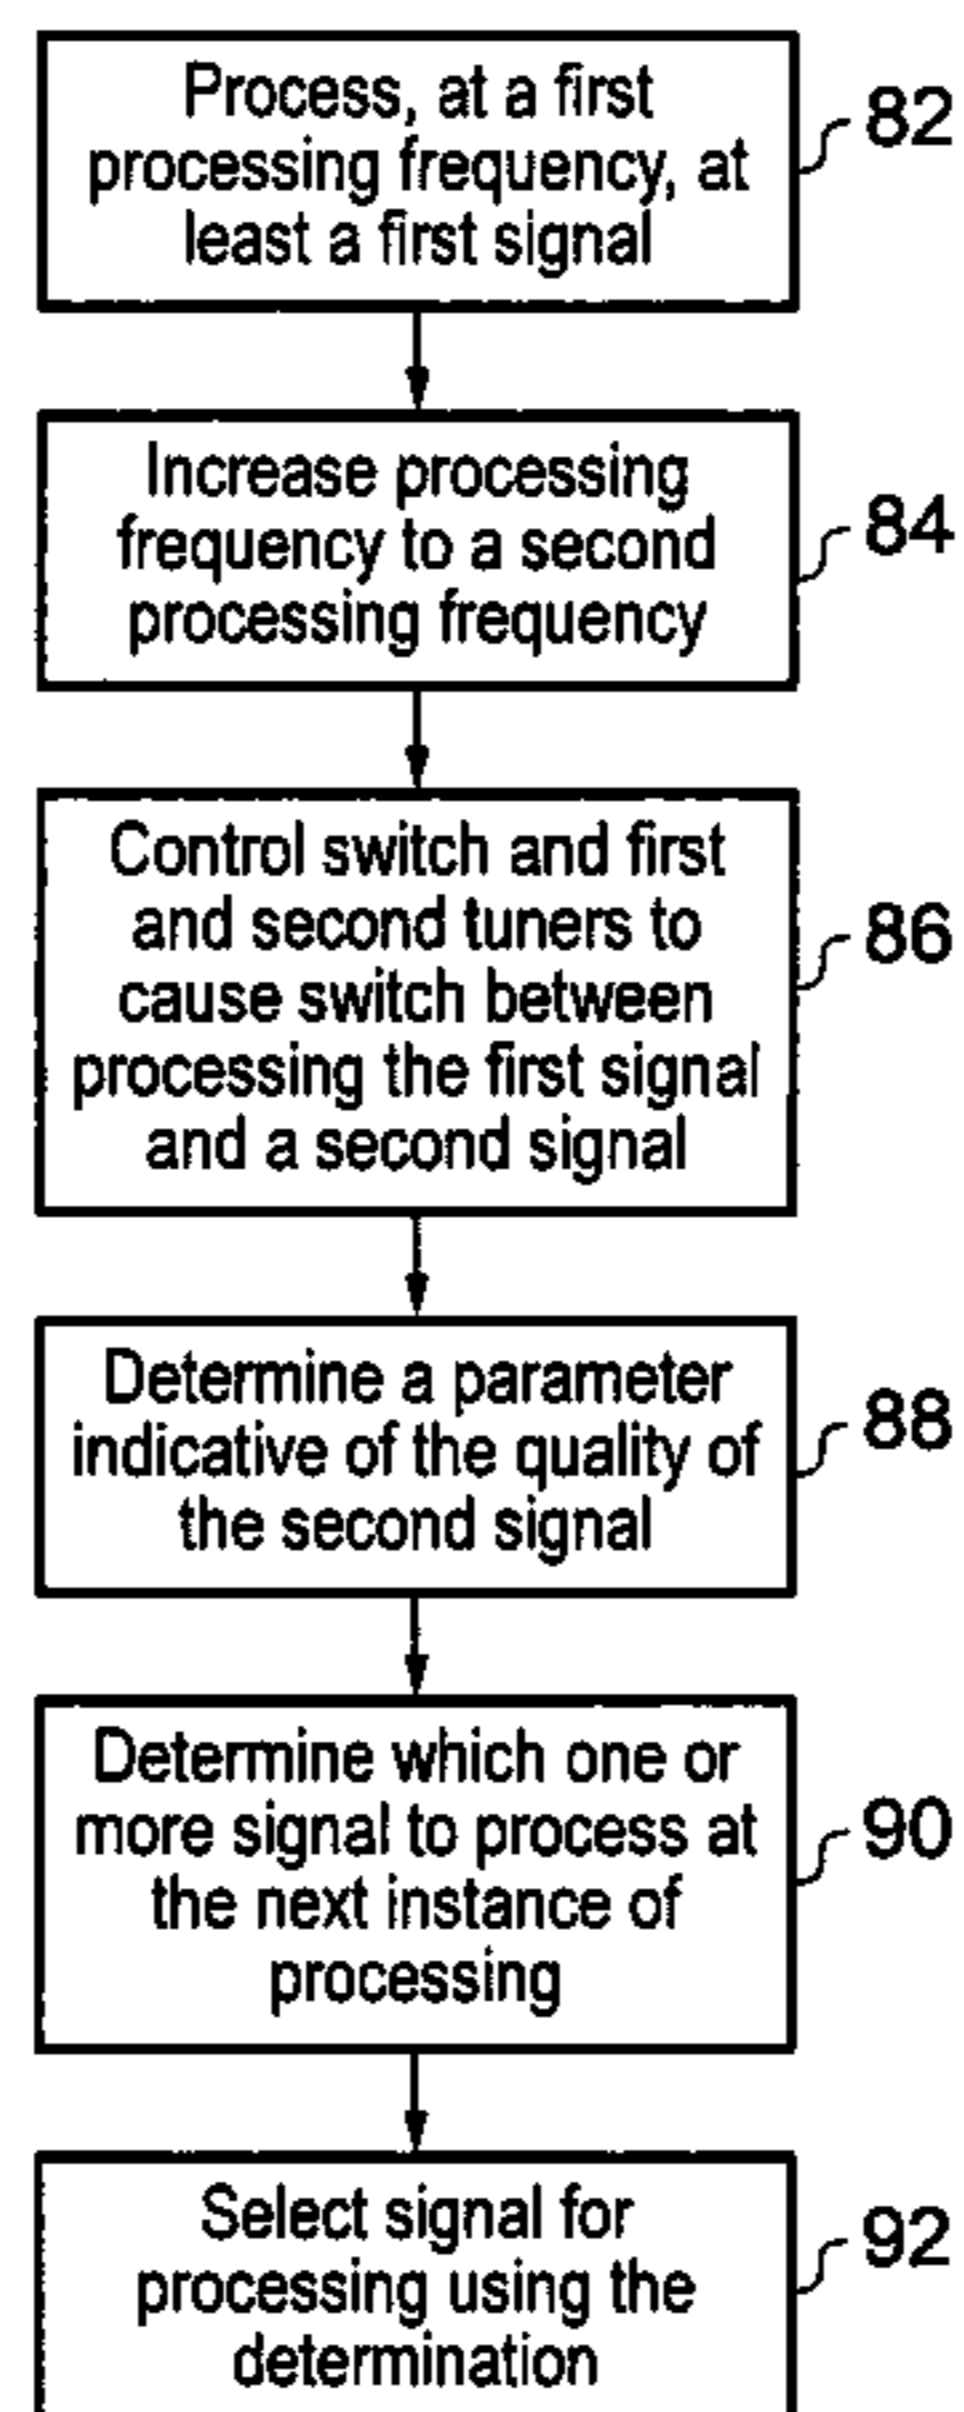 Process, at a first
processing frequency, at
least a first signal
82
Increase processing
frequency to a second
processing frequency
84
Control switch and first
and second tuners to
cause switch between
processing the first signal
and a second signal
86
Determine a parameter
indicative of the quality of
the second signal
88
Determine which one or
more signal to process at
the next instance of
processing
90
Select signal for
processing using the
determination
92